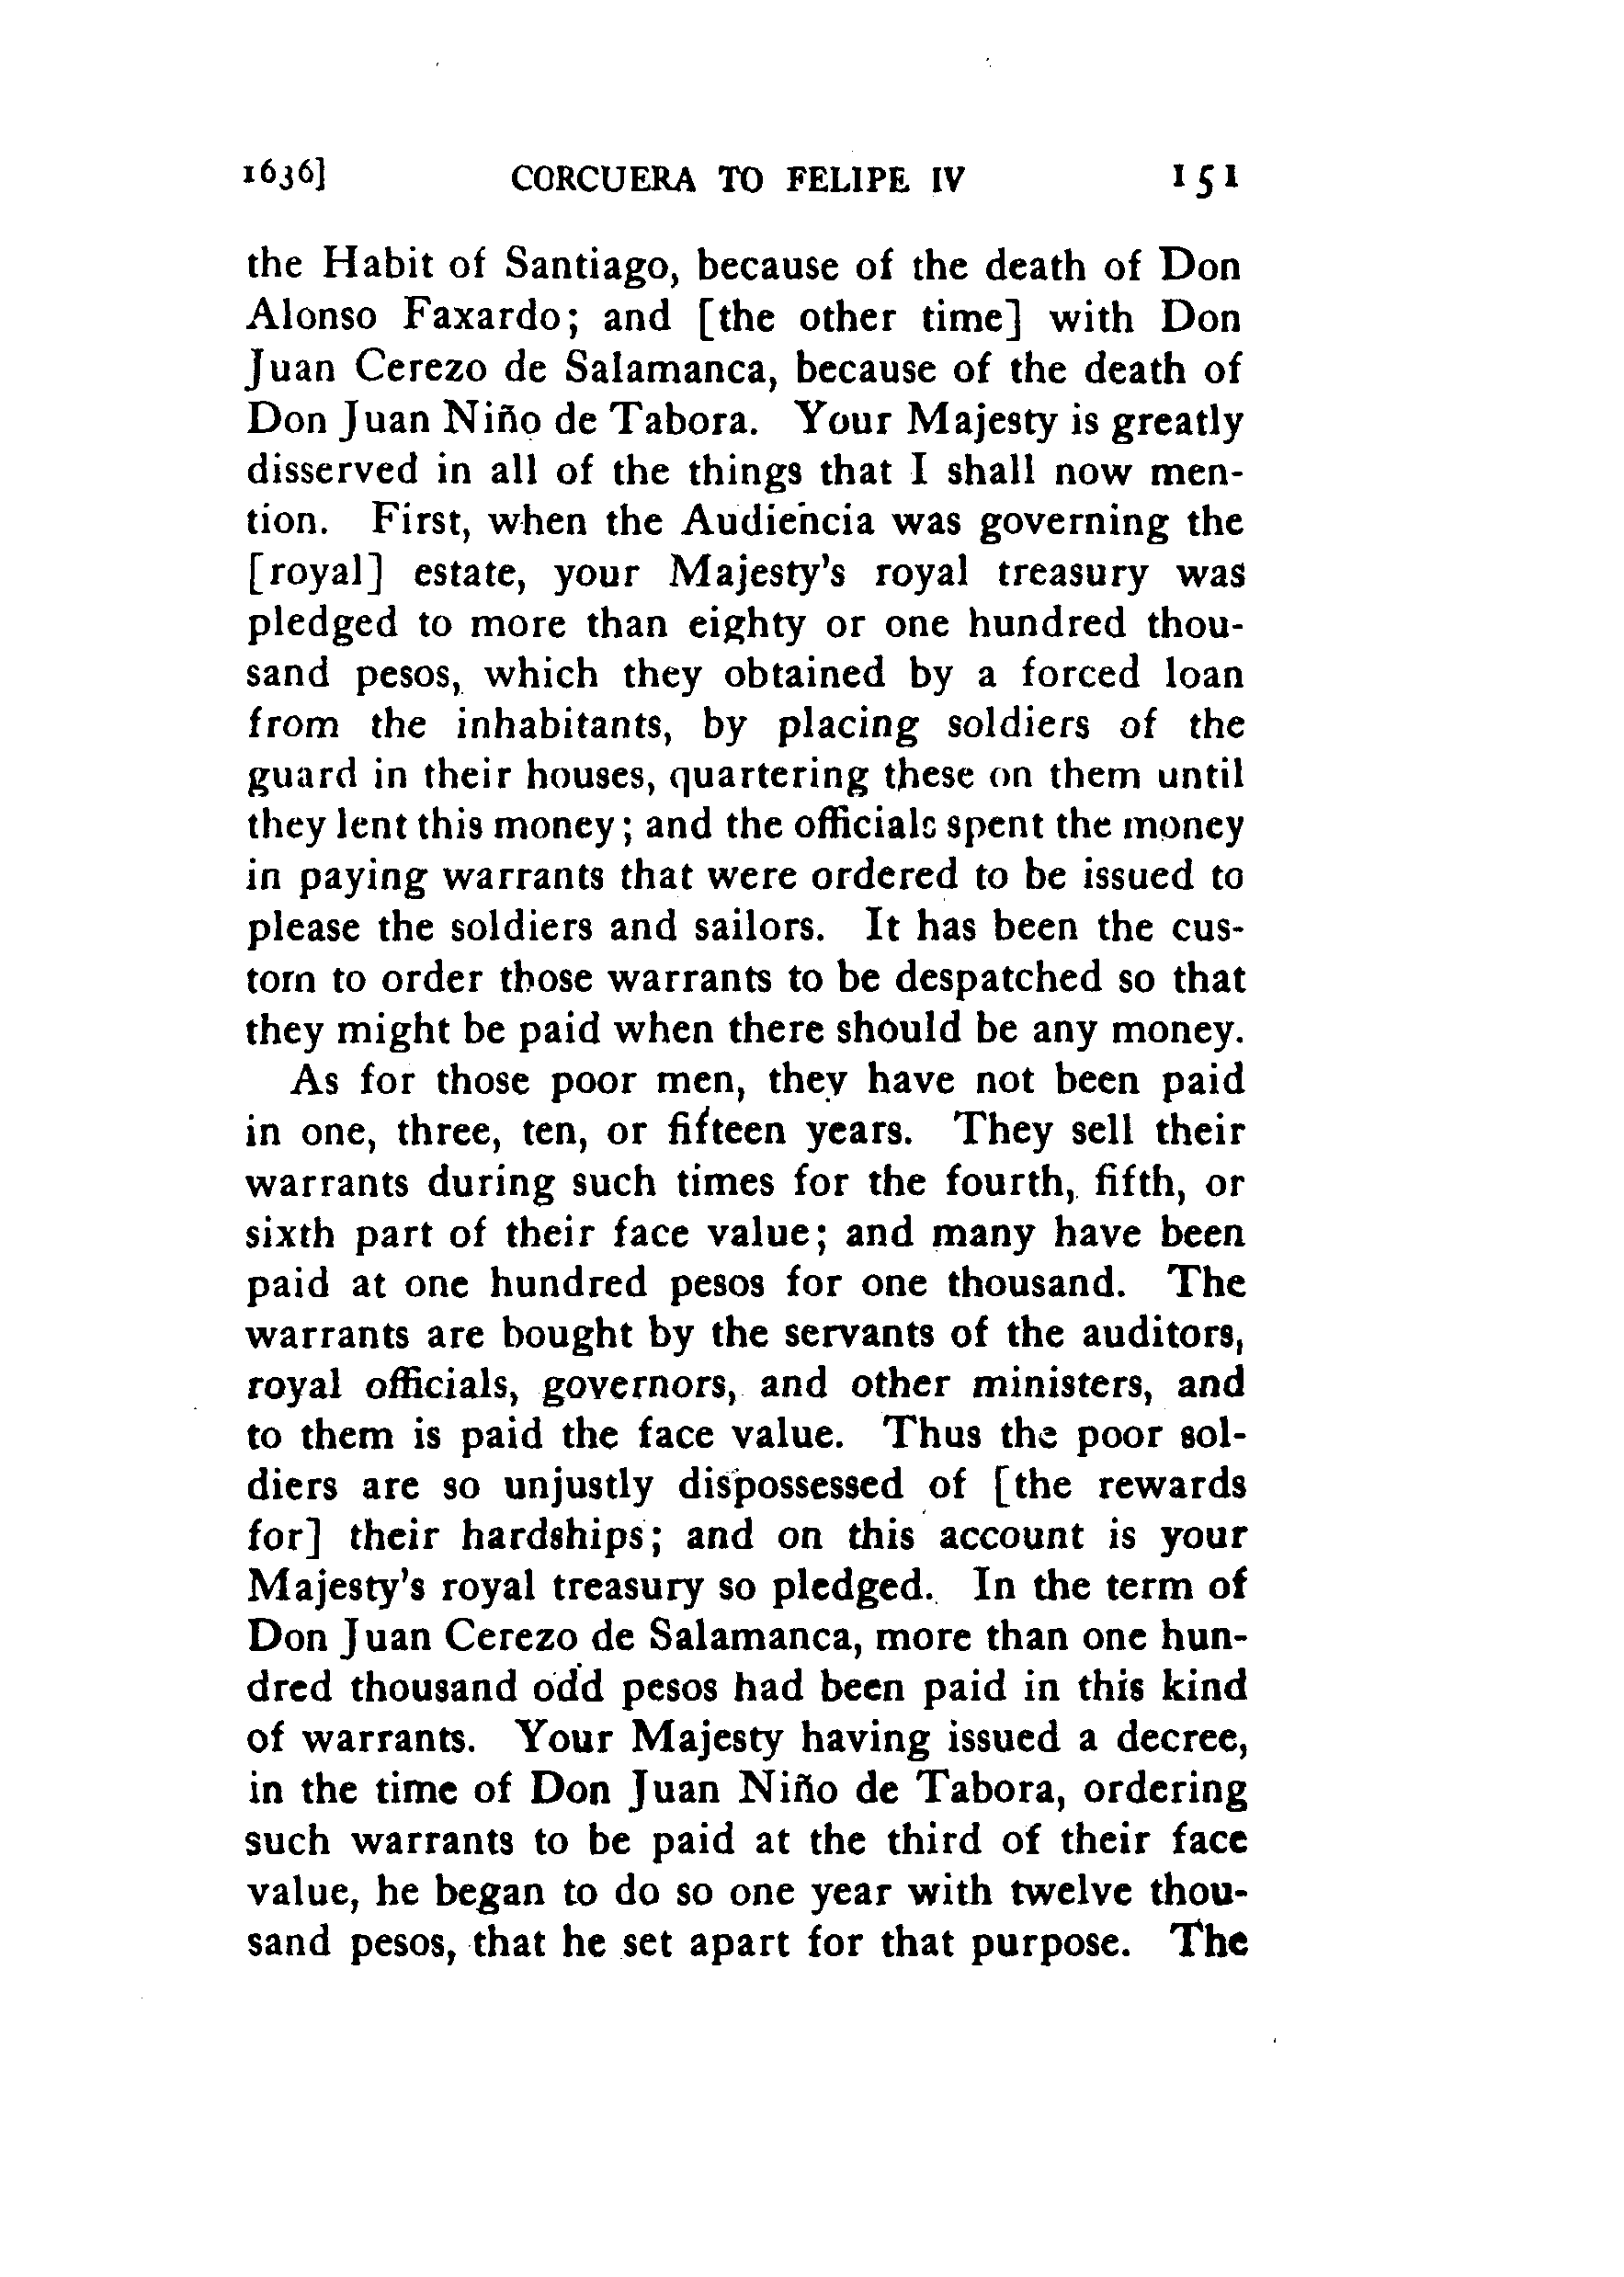 1636] CORCUERA TO FELIPE IV 151
the Habit of Santiago, because of the death of Don
Alonso Faxardo; and [the other time] with Don
Juan Cerezo de Salamanca, because of the death of
Don Juan Niño de Tabora. Your Majesty is greatly
disserved in all of the things that I shall now men-
tion. First, when the Audiencia was governing the
[royal] estate, your Majesty's royal treasury was
pledged to more than eighty or one hundred thou-
sand pesos, which they obtained by a forced loan
from the inhabitants, by placing soldiers of the
guard in their houses, quartering these on them until
they lent this money; and the officials spent the money
in paying warrants that were ordered to be issued to
please the soldiers and sailors. It has been the cus-
tom to order those warrants to be despatched so that
they might be paid when there should be any money.
As for those poor men, they have not been paid
in one, three, ten, or fifteen years. They sell their
warrants during such times for the fourth, fifth, or
sixth part of their face value; and many have been
paid at one hundred pesos for one thousand. The
warrants are bought by the servants of the auditors,
royal officials, governors, and other ministers, and
to them is paid the face value. Thus the poor sol-
diers are so unjustly dispossessed of [the rewards
for] their hardships; and on this account is your
Majesty's royal treasury so pledged. In the term of
Don Juan Cerezo de Salamanca, more than one hun-
dred thousand odd pesos had been paid in this kind
of warrants. Your Majesty having issued a decree,
in the time of Don Juan Niño de Tabora, ordering
such warrants to be paid at the third of their face
value, he began to do so one year with twelve thou-
sand pesos, that he set apart for that purpose. The